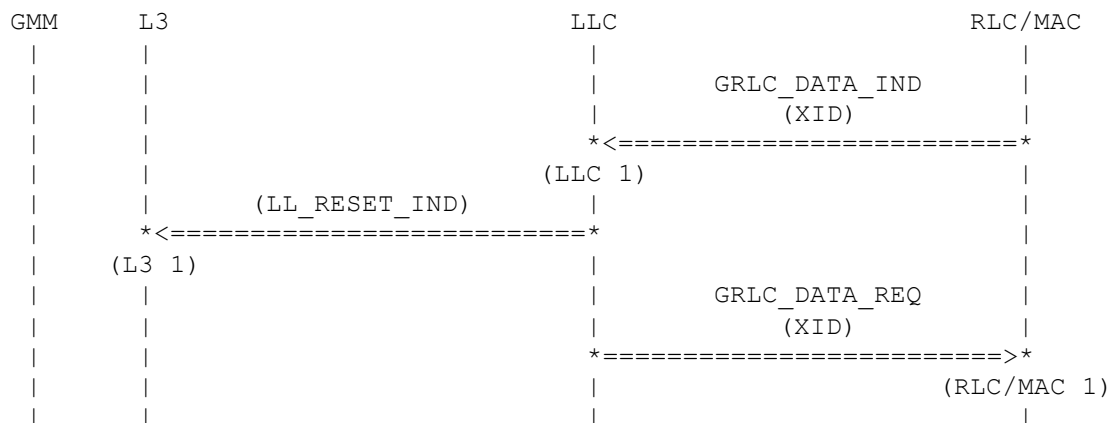 GMM L3 LLC RLC/MAC
GRLC_DATA_IND
(XID)
*<=========================*
(LLC 1)
(LL_RESET_IND)
*<==========================*
(L3 1)
GRLC_DATA_REQ
(XID)
*=========================>*
(RLC/MAC 1)